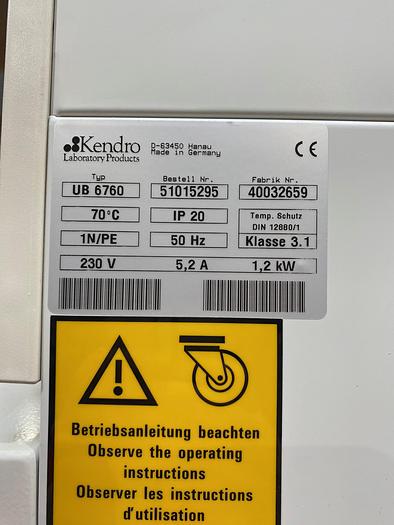 Kendro
Laboratory Products
D-63450 Hanau
Made in Germany
CE
Typ Bestell Nr. Fabrik Nr.
UB 6760 51015295 40032659
70°C IP 20 Temp. Schutz
DIN 12880/1
1N/PE 50 Hz Klasse 3.1
230 V 5,2 A 1,2 kW
Betriebsanleitung beachten
Observe the operating
instructions
Observer les instructions
d'utilisation